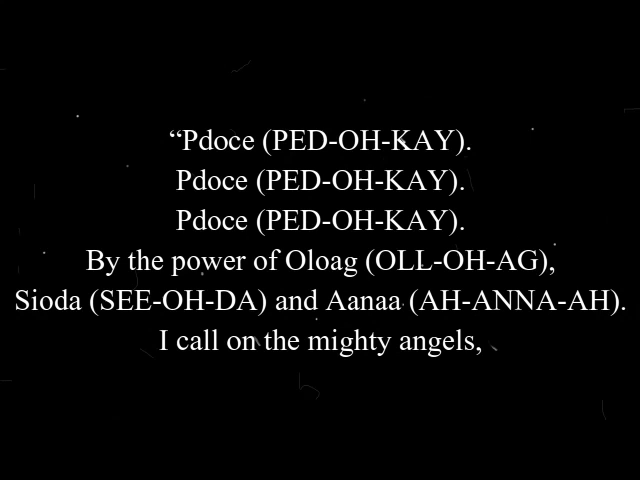 “Pdoce (PED-OH-KAY).
Pdoce (PED-OH-KAY).
Pdoce (PED-OH-KAY).
By the power of Oloag (OLL-OH-AG),
Sioda (SEE-OH-DA) and Aanaa (AH-ANNA-AH).
I call on the mighty angels,